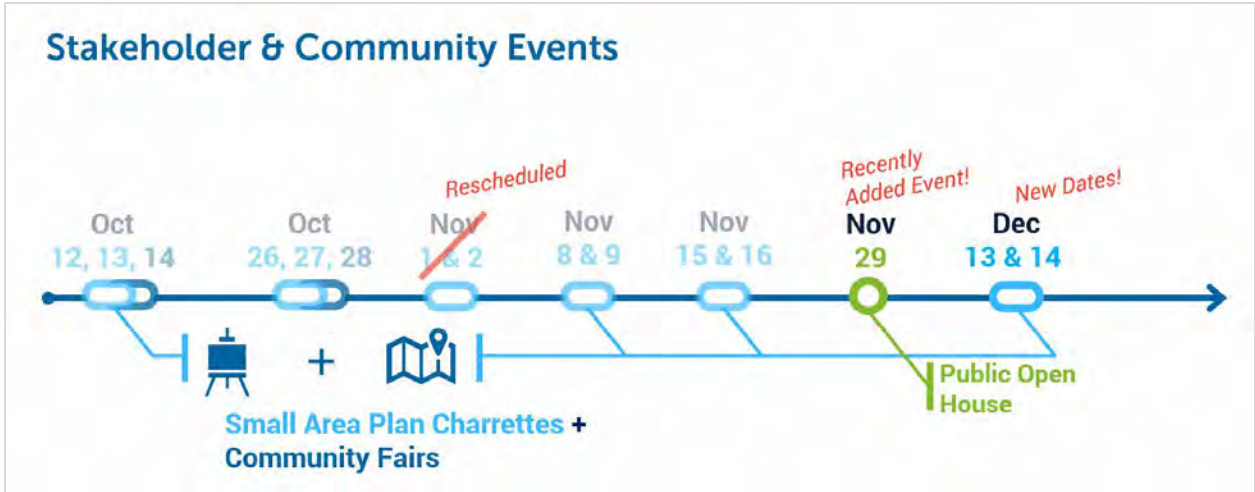 Stakeholder & Community Events
Rescheduled
Recently
Added Event!
New Dates!
Oct
12, 13, 14
Oct
26, 27, 28
Nov
1 & 2
Nov
8 & 9
Nov
15 & 16
Nov
29
Dec
13 & 14
+
Public Open
House
Small Area Plan Charrettes +
Community Fairs